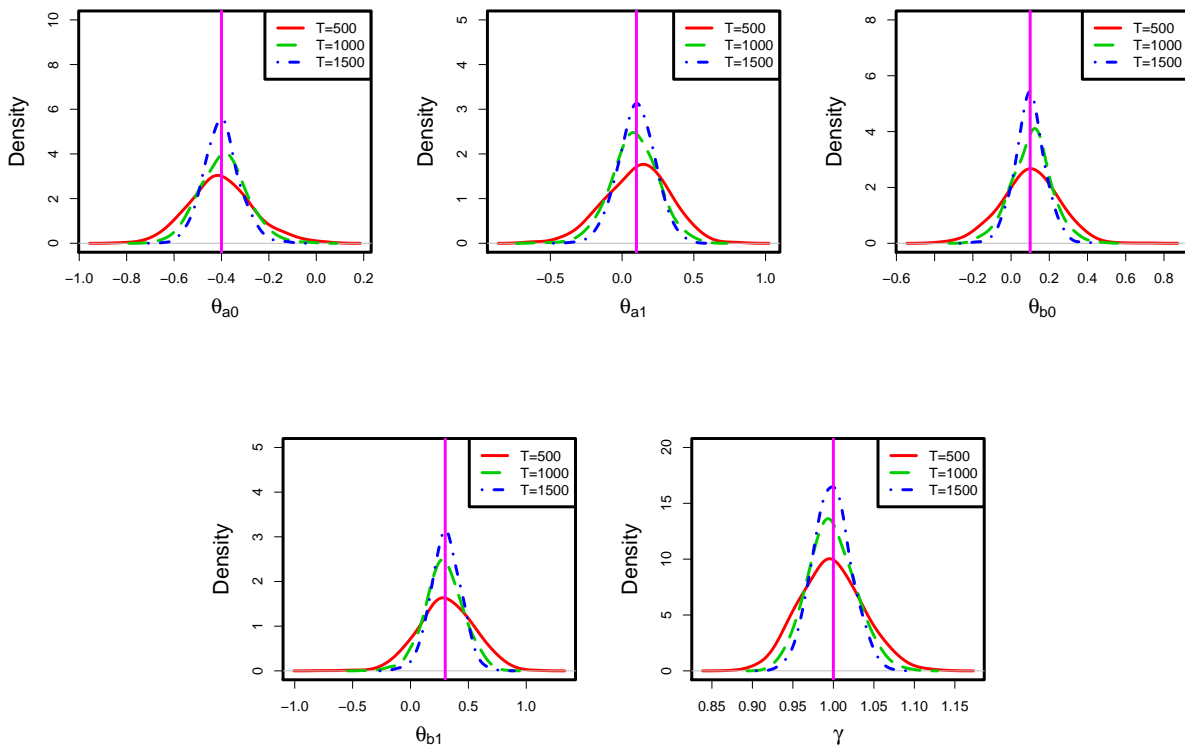 T=500
T=1000
T=1500
Density
0 2 4 6 8 10
−1.0 −0.8 −0.6 −0.4 −0.2 0.0 0.2
θa0
T=500
T=1000
T=1500
Density
0 1 2 3 4 5
−0.5 0.0 0.5 1.0
θa1
T=500
T=1000
T=1500
Density
0 2 4 6 8
−0.6 −0.2 0.0 0.2 0.4 0.6 0.8
θb0
T=500
T=1000
T=1500
Density
0 1 2 3 4 5
−1.0 −0.5 0.0 0.5 1.0
θb1
T=500
T=1000
T=1500
Density
0 5 10 15 20
0.85 0.90 0.95 1.00 1.05 1.10 1.15
γ